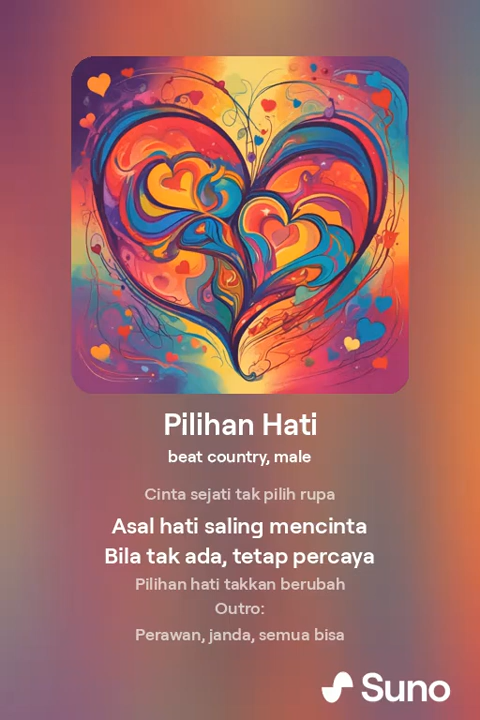 Pilihan Hati
beat country, male
Cinta sejati tak pilih rupa
Asal hati saling mencinta
Bila tak ada, tetap percaya
Pilihan hati takkan berubah
Outro:
Perawan, janda, semua bisa
Suno